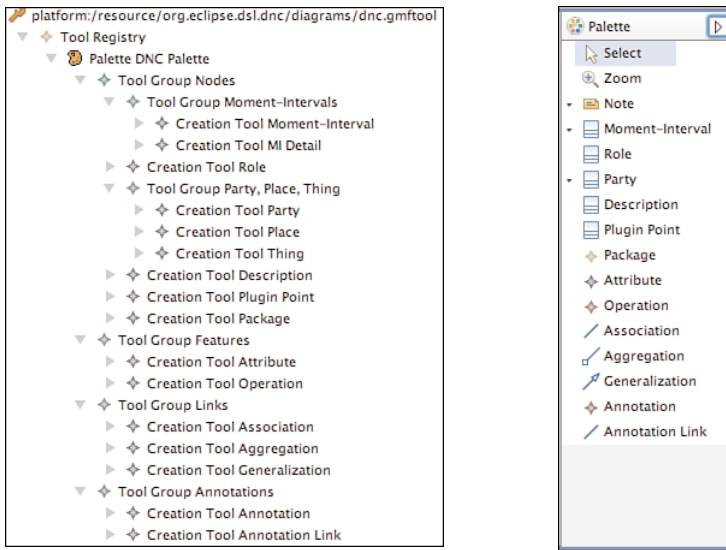 platform:/resource/org.eclipse.dsl.dnc/diagrams/dnc.gmftool
Tool Registry
Palette DNC Palette
Tool Group Nodes
Tool Group Moment-Intervals
Creation Tool Moment-Interval
Creation Tool MI Detail
Creation Tool Role
Tool Group Party, Place, Thing
Creation Tool Party
Creation Tool Place
Creation Tool Thing
Creation Tool Description
Creation Tool Plugin Point
Creation Tool Package
Tool Group Features
Creation Tool Attribute
Creation Tool Operation
Tool Group Links
Creation Tool Association
Creation Tool Aggregation
Creation Tool Generalization
Tool Group Annotations
Creation Tool Annotation
Creation Tool Annotation Link
Palette
Select
Zoom
Note
Moment-Interval
Role
Party
Description
Plugin Point
Package
Attribute
Operation
Association
Aggregation
Generalization
Annotation
Annotation Link